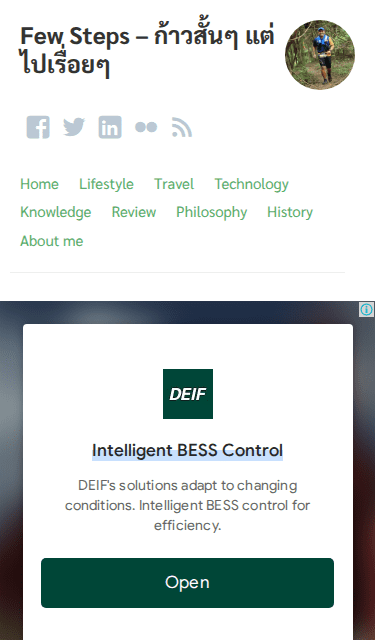 Few Steps – ก้าวสั้นๆ แต่
ไปเรื่อยๆ
Home Lifestyle Travel Technology
Knowledge Review Philosophy History
About me
DEIF
Intelligent BESS Control
DEIF's solutions adapt to changing
conditions. Intelligent BESS control for
efficiency.
Open